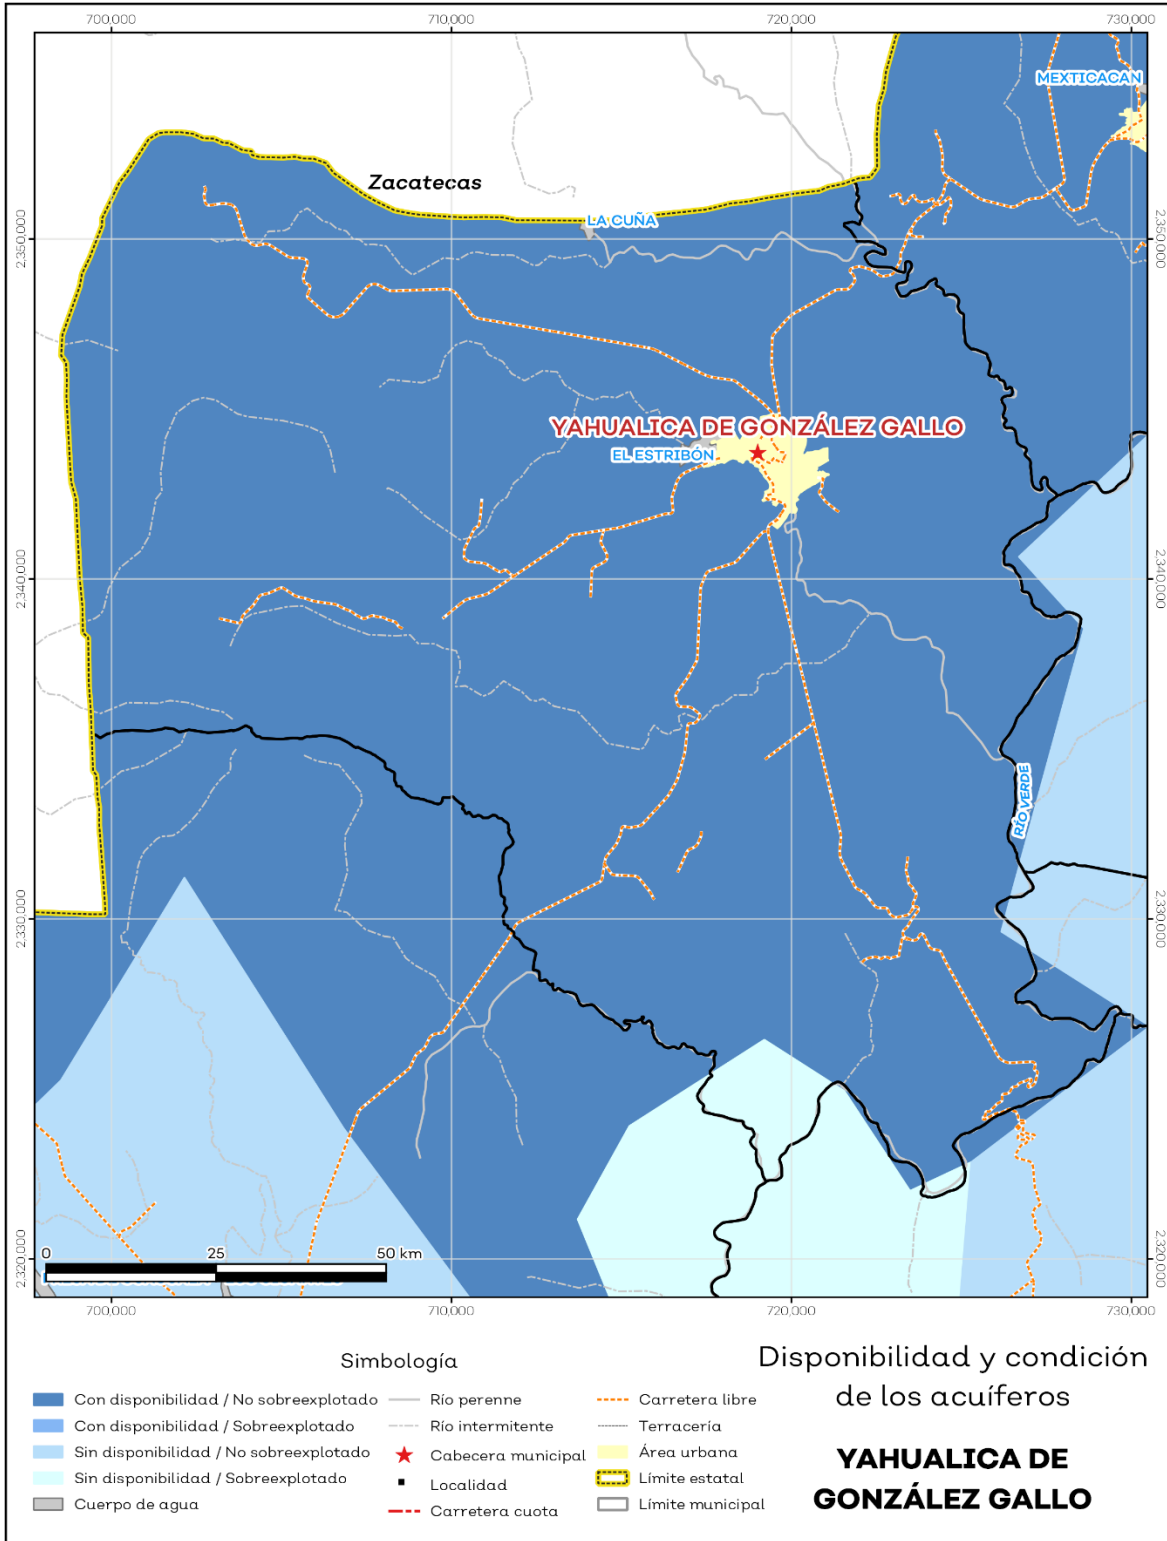 700,000
710,000
720,000
730,000
MEXTICACAN
Zacatecas
LA CUÑA
2,350,000
2,350,000
YAHUALICA DE GONZÁLEZ GALLO
EL ESTRIBÓN
2,340,000
2,340,000
RÍO VERDE
2,330,000
2,330,000
0
25
50 km
2,320,000
2,320,000
700,000
710,000
720,000
730,000
Simbología
Con disponibilidad / No sobreexplotado
Con disponibilidad / Sobreexplotado
Sin disponibilidad / No sobreexplotado
Sin disponibilidad / Sobreexplotado
Cuerpo de agua
Río perenne
Río intermitente
Cabecera municipal
Localidad
Carretera cuota
Carretera libre
Terracería
Área urbana
Límite estatal
Límite municipal
Disponibilidad y condición
de los acuíferos
YAHUALICA DE
GONZÁLEZ GALLO